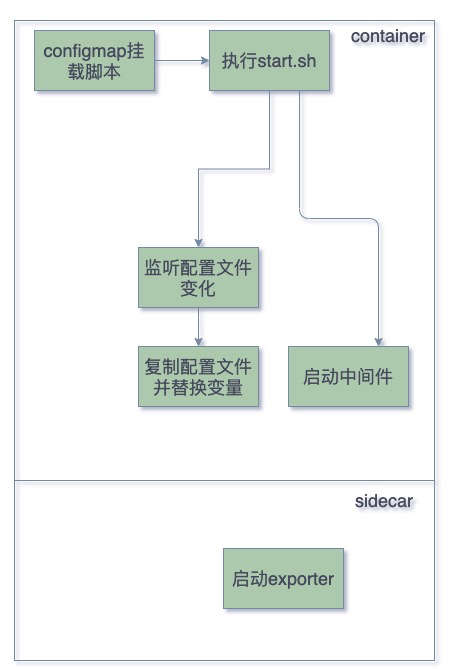 container
configmap挂
载脚本
执行start.sh
监听配置文件
变化
复制配置文件
并替换变量
启动中间件
sidecar
启动exporter